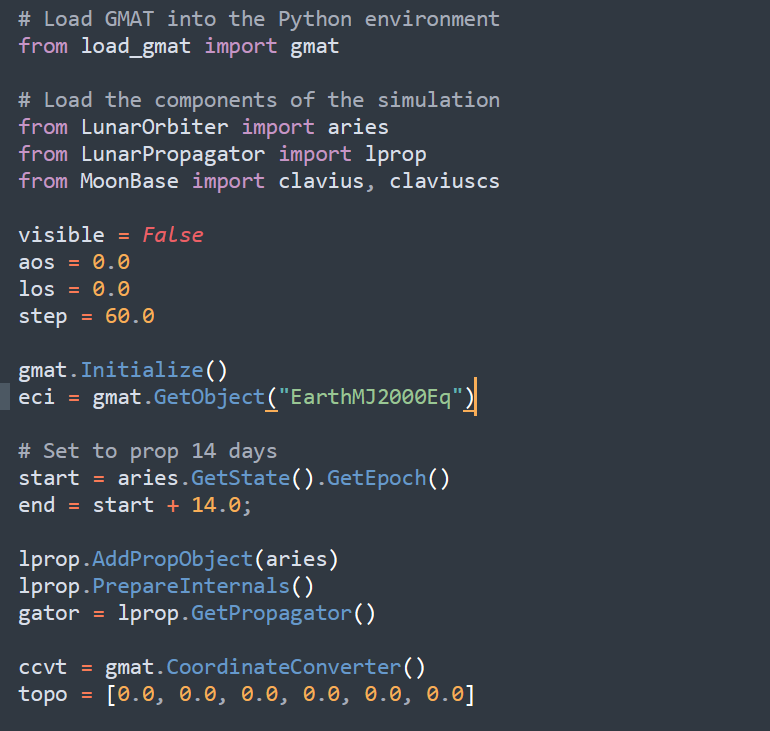 # Load GMAT into the Python environment
from load_gmat import gmat
# Load the components of the simulation
from LunarOrbiter import aries
from LunarPropagator import lprop
from MoonBase import clavius, claviuscs
visible = False
aos = 0.0
los = 0.0
step = 60.0
gmat.Initialize()
eci = gmat.GetObject("EarthMJ2000Eq")
# Set to prop 14 days
start = aries.GetState().GetEpoch()
end = start + 14.0;
lprop.AddPropObject(aries)
lprop.PrepareInternals()
gator = lprop.GetPropagator()
ccvt = gmat.CoordinateConverter()
topo = [0.0, 0.0, 0.0, 0.0, 0.0, 0.0]